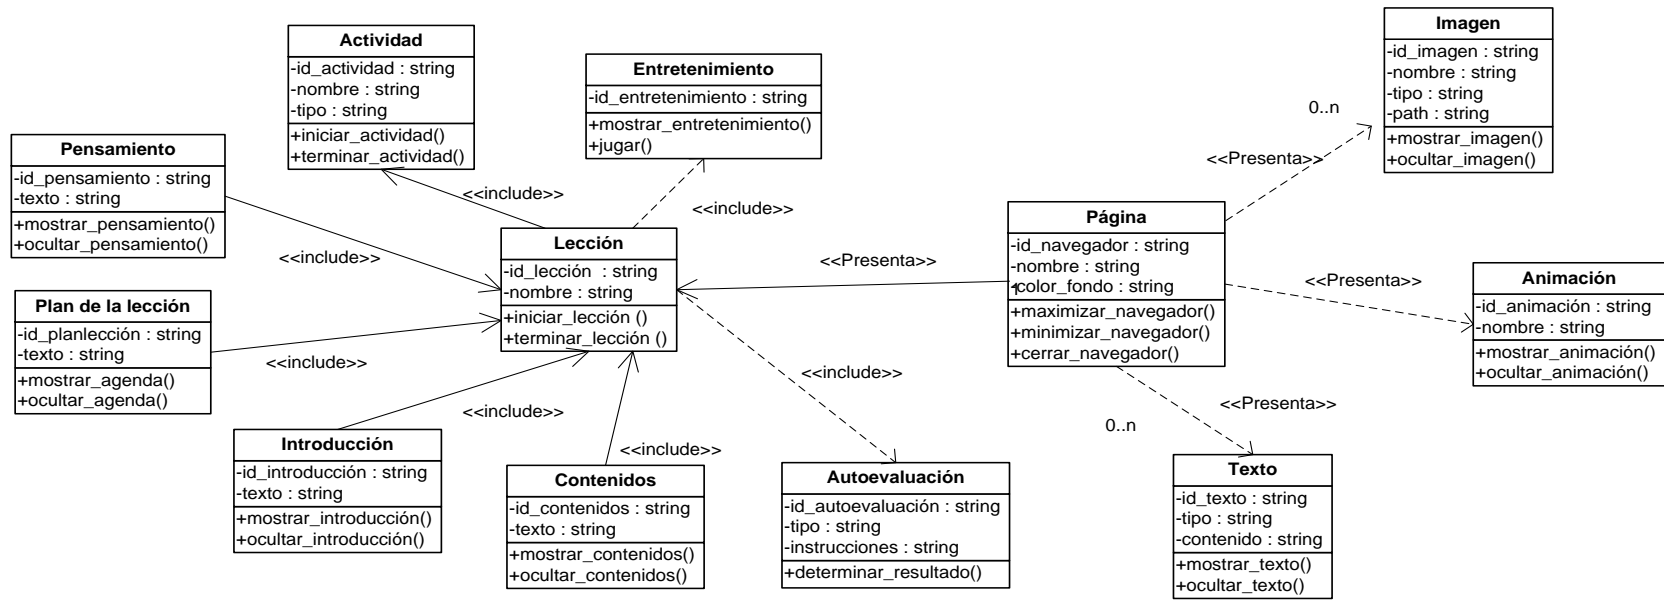 Actividad
-id_actividad : string
-nombre : string
-tipo : string
+iniciar_actividad()
+terminar_actividad()
Entretenimiento
-id_entretenimiento : string
+mostrar_entretenimiento()
+jugar()
Imagen
-id_imagen : string
-nombre : string
-tipo : string
-path : string
+mostrar_imagen()
+ocultar_imagen()
0..n
<<Presenta>>
Pensamiento
-id_pensamiento : string
-texto : string
+mostrar_pensamiento()
+ocultar_pensamiento()
<<include>>
<<include>>
<<include>>
Lección
-id_lección : string
-nombre : string
+iniciar_lección ()
+terminar_lección ()
<<Presenta>>
Página
-id_navegador : string
-nombre : string
-color_fondo : string
1
+maximizar_navegador()
+minimizar_navegador()
+cerrar_navegador()
<<Presenta>>
Animación
-id_animación : string
-nombre : string
+mostrar_animación()
+ocultar_animación()
Plan de la lección
-id_planlección : string
-texto : string
+mostrar_agenda()
+ocultar_agenda()
<<include>>
<<include>>
<<include>>
<<include>>
<<Presenta>>
0..n
Introducción
-id_introducción : string
-texto : string
+mostrar_introducción()
+ocultar_introducción()
Contenidos
-id_contenidos : string
-texto : string
+mostrar_contenidos()
+ocultar_contenidos()
Autoevaluación
-id_autoevaluación : string
-tipo : string
-instrucciones : string
+determinar_resultado()
Texto
-id_texto : string
-tipo : string
-contenido : string
+mostrar_texto()
+ocultar_texto()